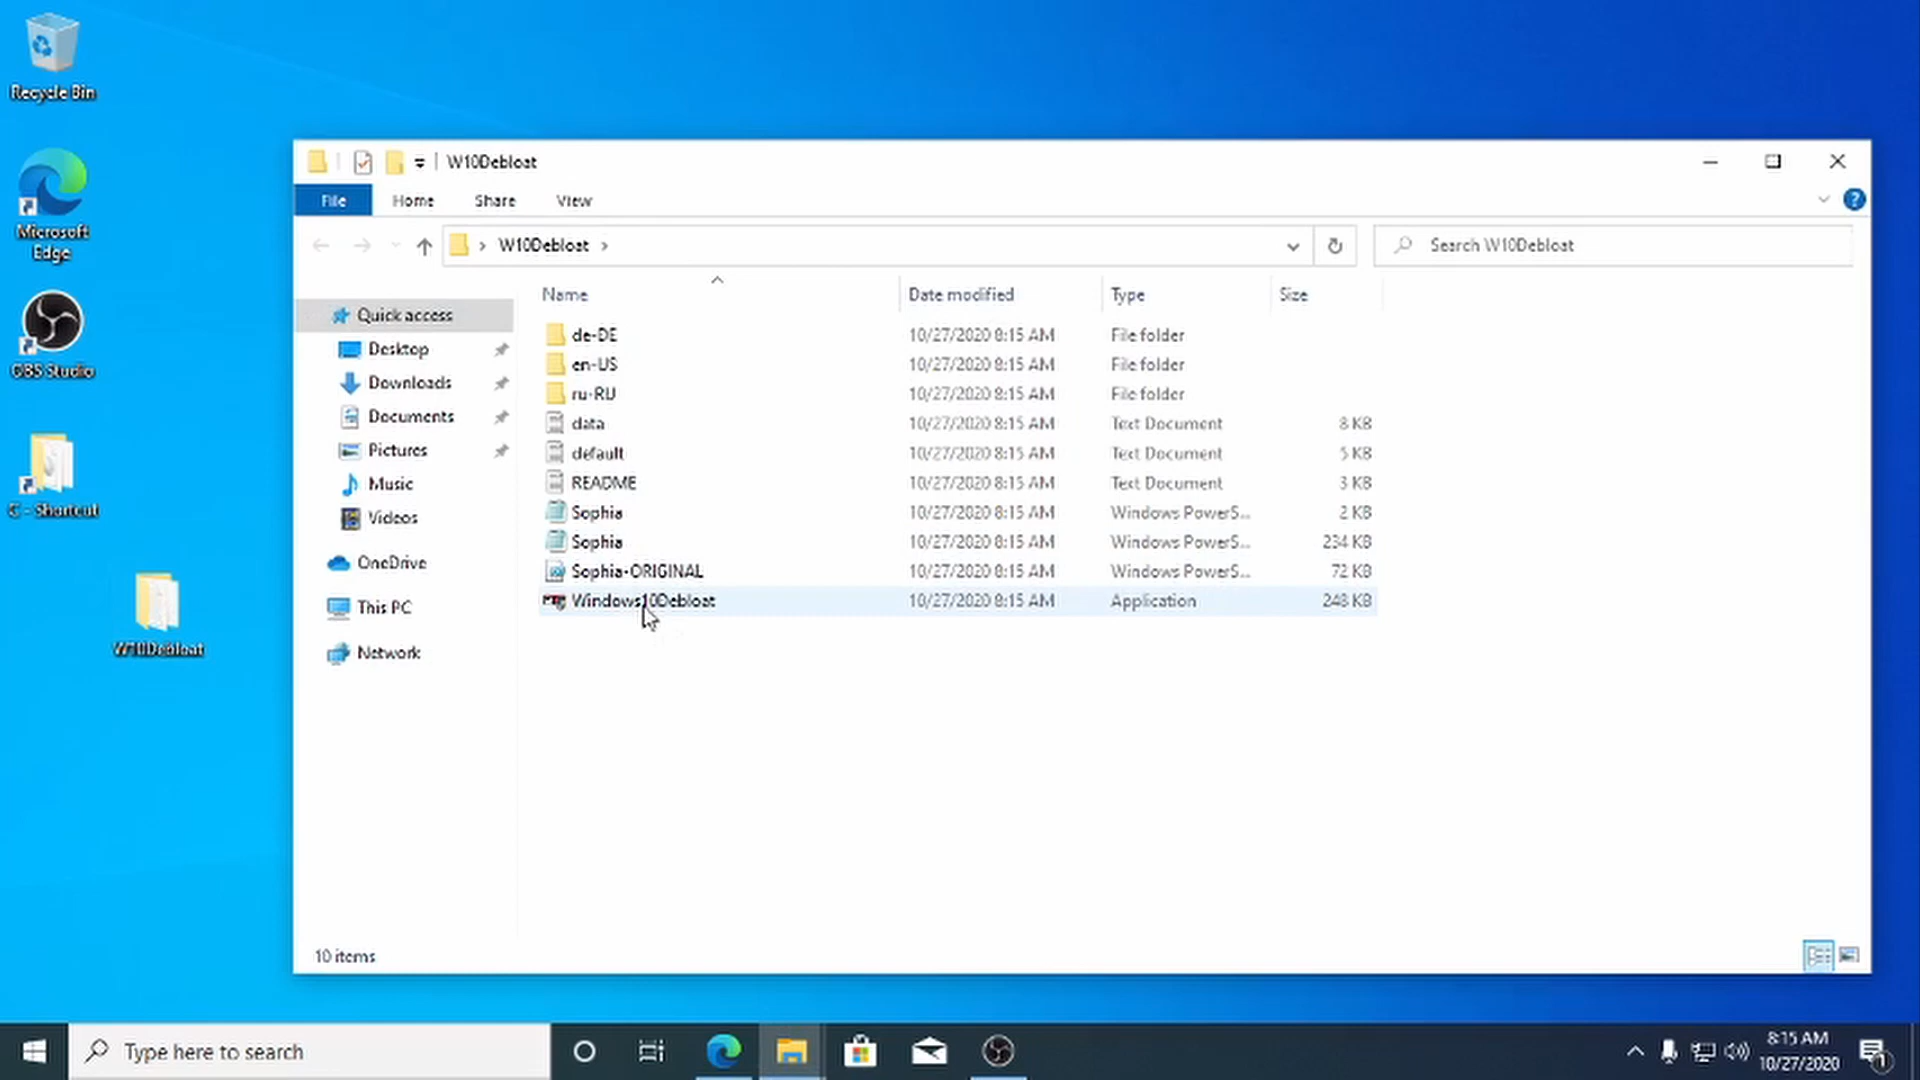 Recycle Bin
Microsoft
Edge
OBS Studio
C - Shortcut
W10Debloat
W10Debloat
File Home Share View
W10Debloat
Search W10Debloat
Name Date modified Type Size
Quick access
Desktop
Downloads
Documents
Pictures
Music
Videos
OneDrive
This PC
Network
de-DE 10/27/2020 8:15 AM File folder
en-US 10/27/2020 8:15 AM File folder
ru-RU 10/27/2020 8:15 AM File folder
data 10/27/2020 8:15 AM Text Document 8 KB
default 10/27/2020 8:15 AM Text Document 5 KB
README 10/27/2020 8:15 AM Text Document 3 KB
Sophia 10/27/2020 8:15 AM Windows PowerS... 2 KB
Sophia 10/27/2020 8:15 AM Windows PowerS... 234 KB
Sophia-ORIGINAL 10/27/2020 8:15 AM Windows PowerS... 72 KB
Windows10Debloat 10/27/2020 8:15 AM Application 248 KB
10 items
Type here to search
8:15 AM
10/27/2020
1